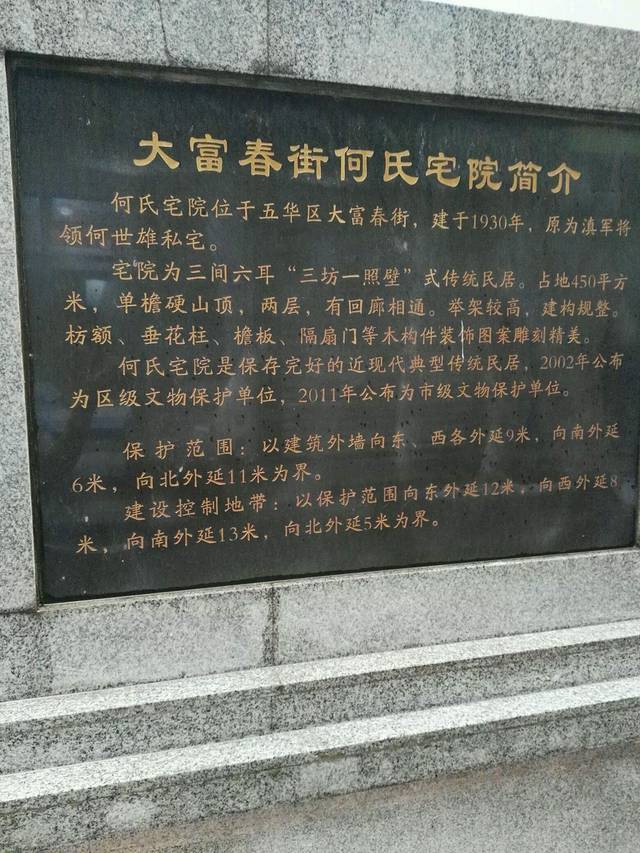 大富春街何氏宅院简介
何氏宅院位于五华区大富春街，建于1930年，原为滇军将
领何世雄私宅。
宅院为三间六耳“三坊一照壁”式传统民居。占地450平方
米，单檐硬山顶，两层，有回廊相通。举架较高，建构规整。
枋额、垂花柱、檐板、隔扇门等木构件装饰图案雕刻精美。
何氏宅院是保存完好的近现代典型传统民居，2002年公布
为区级文物保护单位，2011年公布为市级文物保护单位。
保护范围：以建筑外墙向东、西各外延9米，向南外延
6米，向北外延11米为界。
建设控制地带：以保护范围向东外延12米，向西外延8
米，向南外延13米，向北外延5米为界。